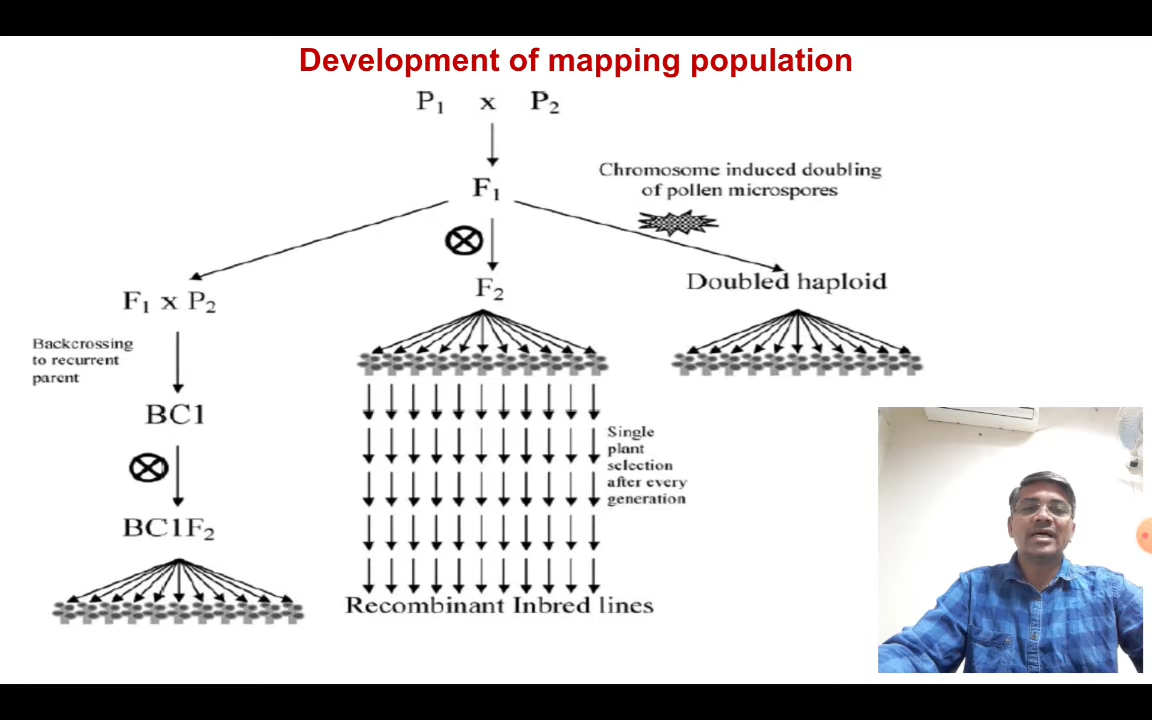 Development of mapping population
P₁ x P₂
F₁
Chromosome induced doubling
of pollen microspores
F₂
Doubled haploid
F₁ x P₂
Backcrossing
to recurrent
parent
BC1
BC1F₂
Single
plant
selection
after every
generation
Recombinant Inbred lines